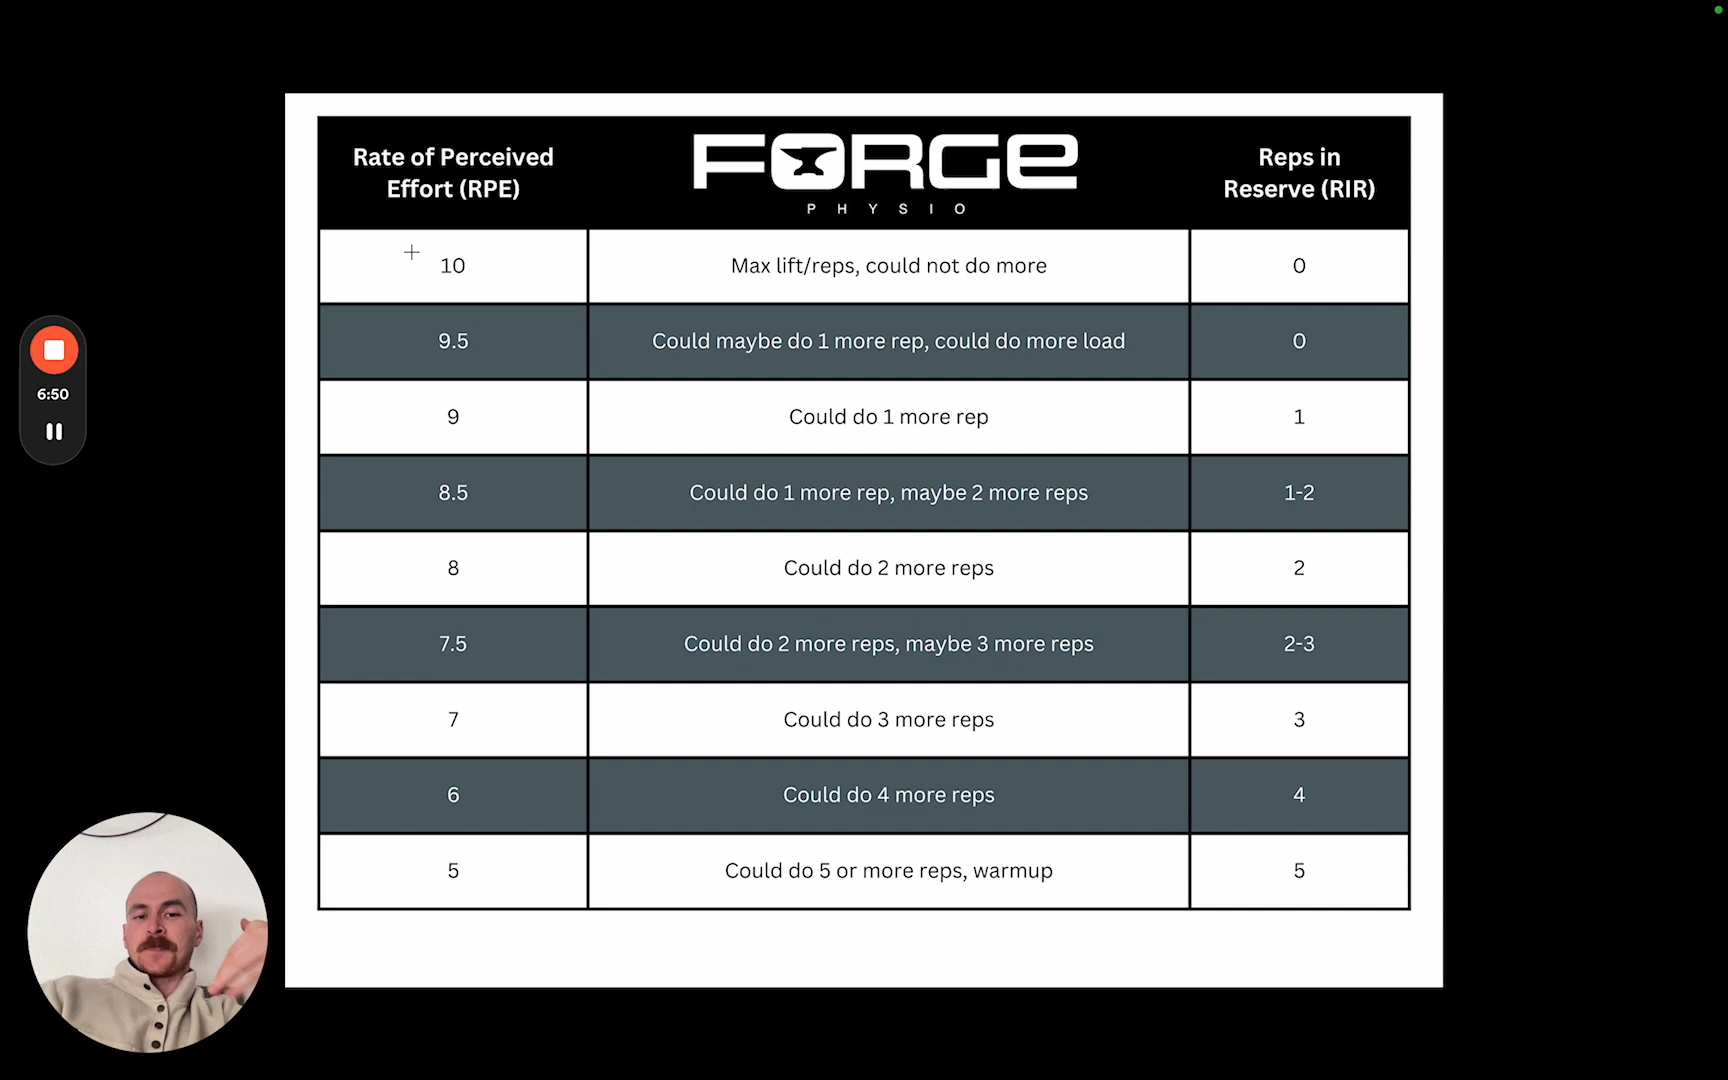 Rate of Perceived
Effort (RPE)
FORGE
PHYSIO
Reps in
Reserve (RIR)
10
Max lift/reps, could not do more
0
9.5
Could maybe do 1 more rep, could do more load
0
9
Could do 1 more rep
1
8.5
Could do 1 more rep, maybe 2 more reps
1-2
8
Could do 2 more reps
2
7.5
Could do 2 more reps, maybe 3 more reps
2-3
7
Could do 3 more reps
3
6
Could do 4 more reps
4
5
Could do 5 or more reps, warmup
5
6:50